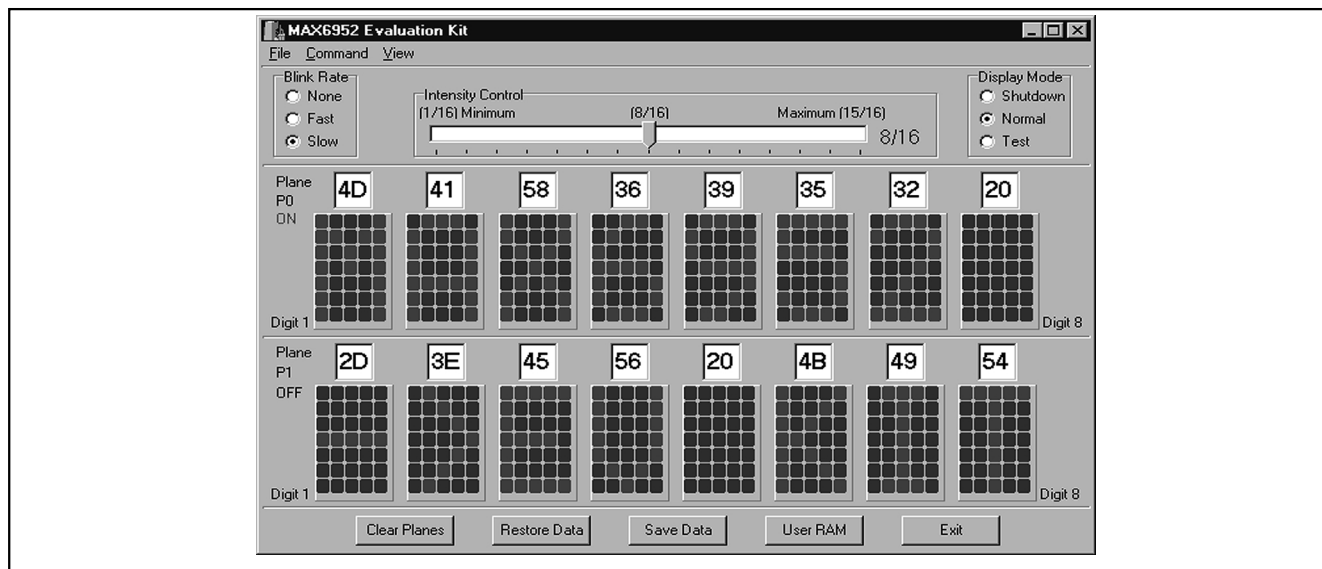 MAX6952 Evaluation Kit
File Command View
Blink Rate
None
Fast
Slow
Intensity Control
(1/16) Minimum (8/16) Maximum (15/16)
8/16
Display Mode
Shutdown
Normal
Test
Plane
P0
ON
4D 41 58 36 39 35 32 20
Digit 1 Digit 8
Plane
P1
OFF
2D 3E 45 56 20 4B 49 54
Digit 1 Digit 8
Clear Planes Restore Data Save Data User RAM Exit